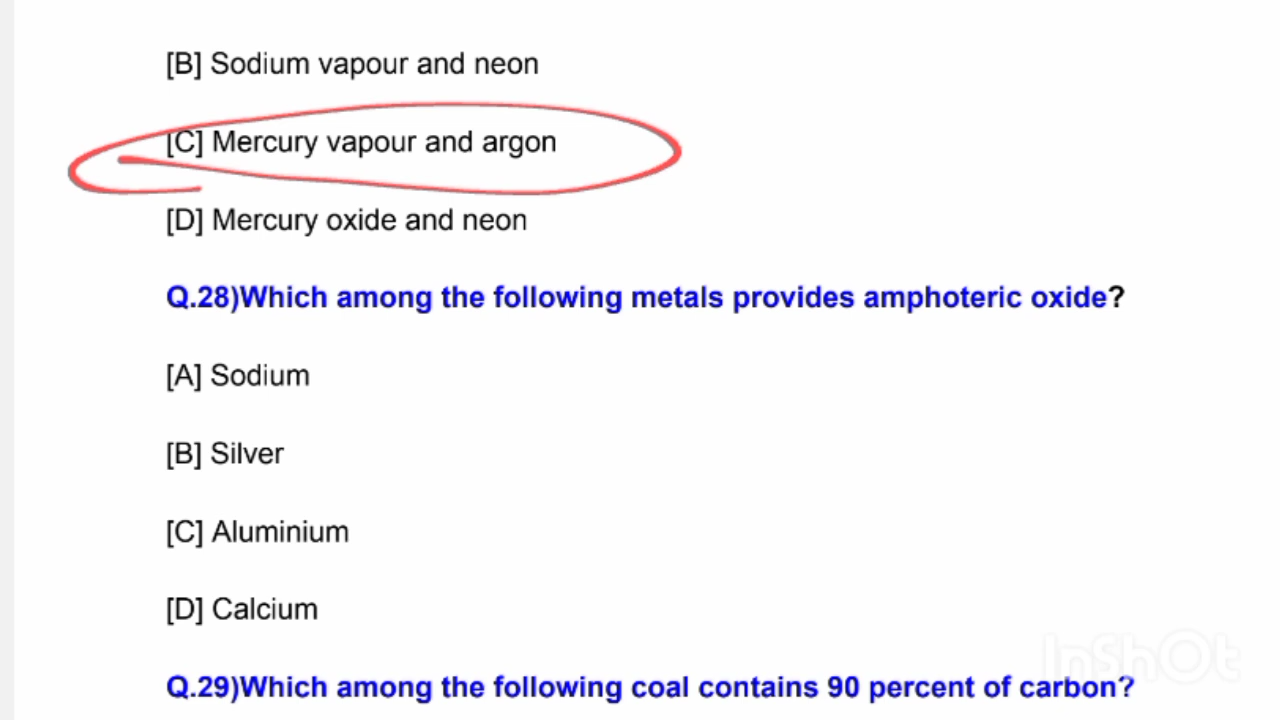 [B] Sodium vapour and neon
[C] Mercury vapour and argon
[D] Mercury oxide and neon
Q.28)Which among the following metals provides amphoteric oxide?
[A] Sodium
[B] Silver
[C] Aluminium
[D] Calcium
InShOt
Q.29)Which among the following coal contains 90 percent of carbon?